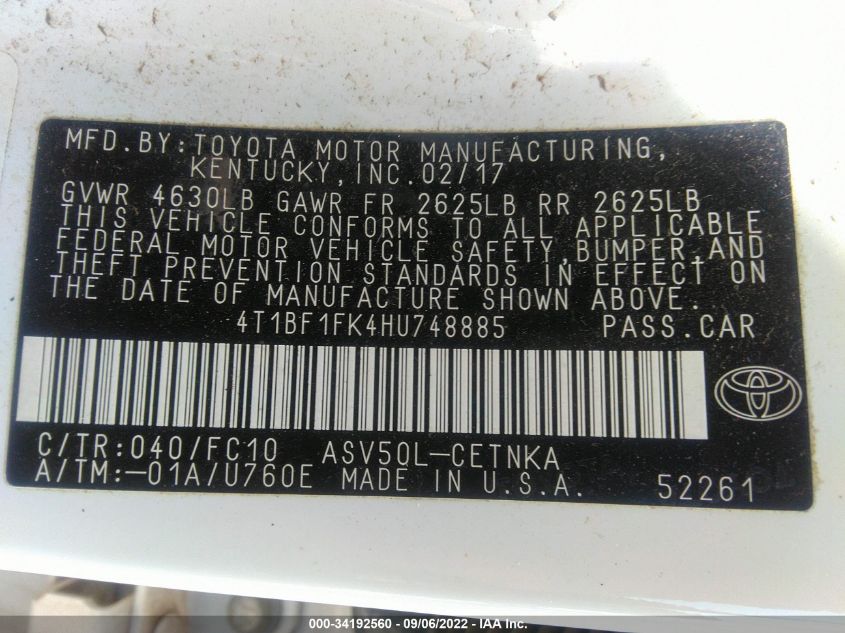 MFD.BY:TOYOTA MOTOR MANUFACTURING,
KENTUCKY,INC.02/17
GVWR 4630LB GAWR FR 2625LB RR 2625LB
THIS VEHICLE CONFORMS TO ALL APPLICABLE
FEDERAL MOTOR VEHICLE SAFETY,BUMPER,AND
THEFT PREVENTION STANDARDS IN EFFECT ON
THE DATE OF MANUFACTURE SHOWN ABOVE.
4T1BF1FK4HU748885 PASS.CAR
C/TR:040/FC10 ASV50L-CETNKA
A/TM:-01A/U760E MADE IN U.S.A. 52261
000-34192560 - 09/06/2022 - IAA Inc.